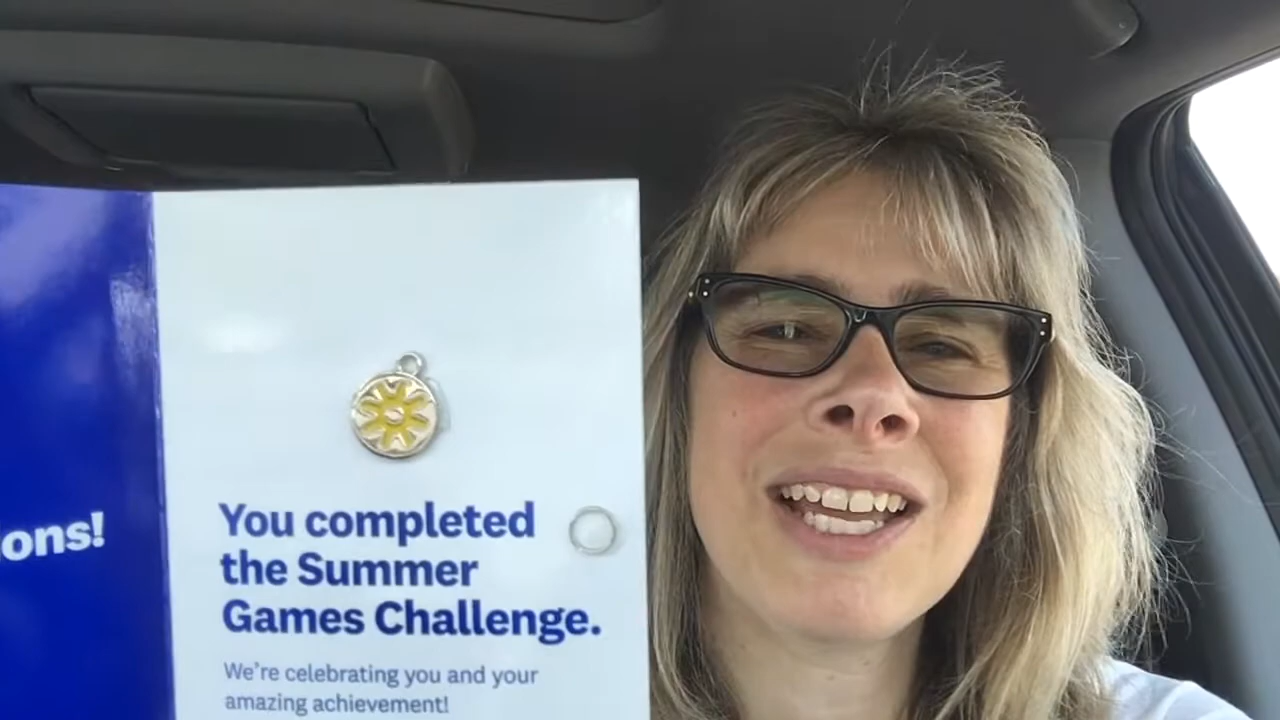 ons!
You completed
the Summer
Games Challenge.
We're celebrating you and your
amazing achievement!